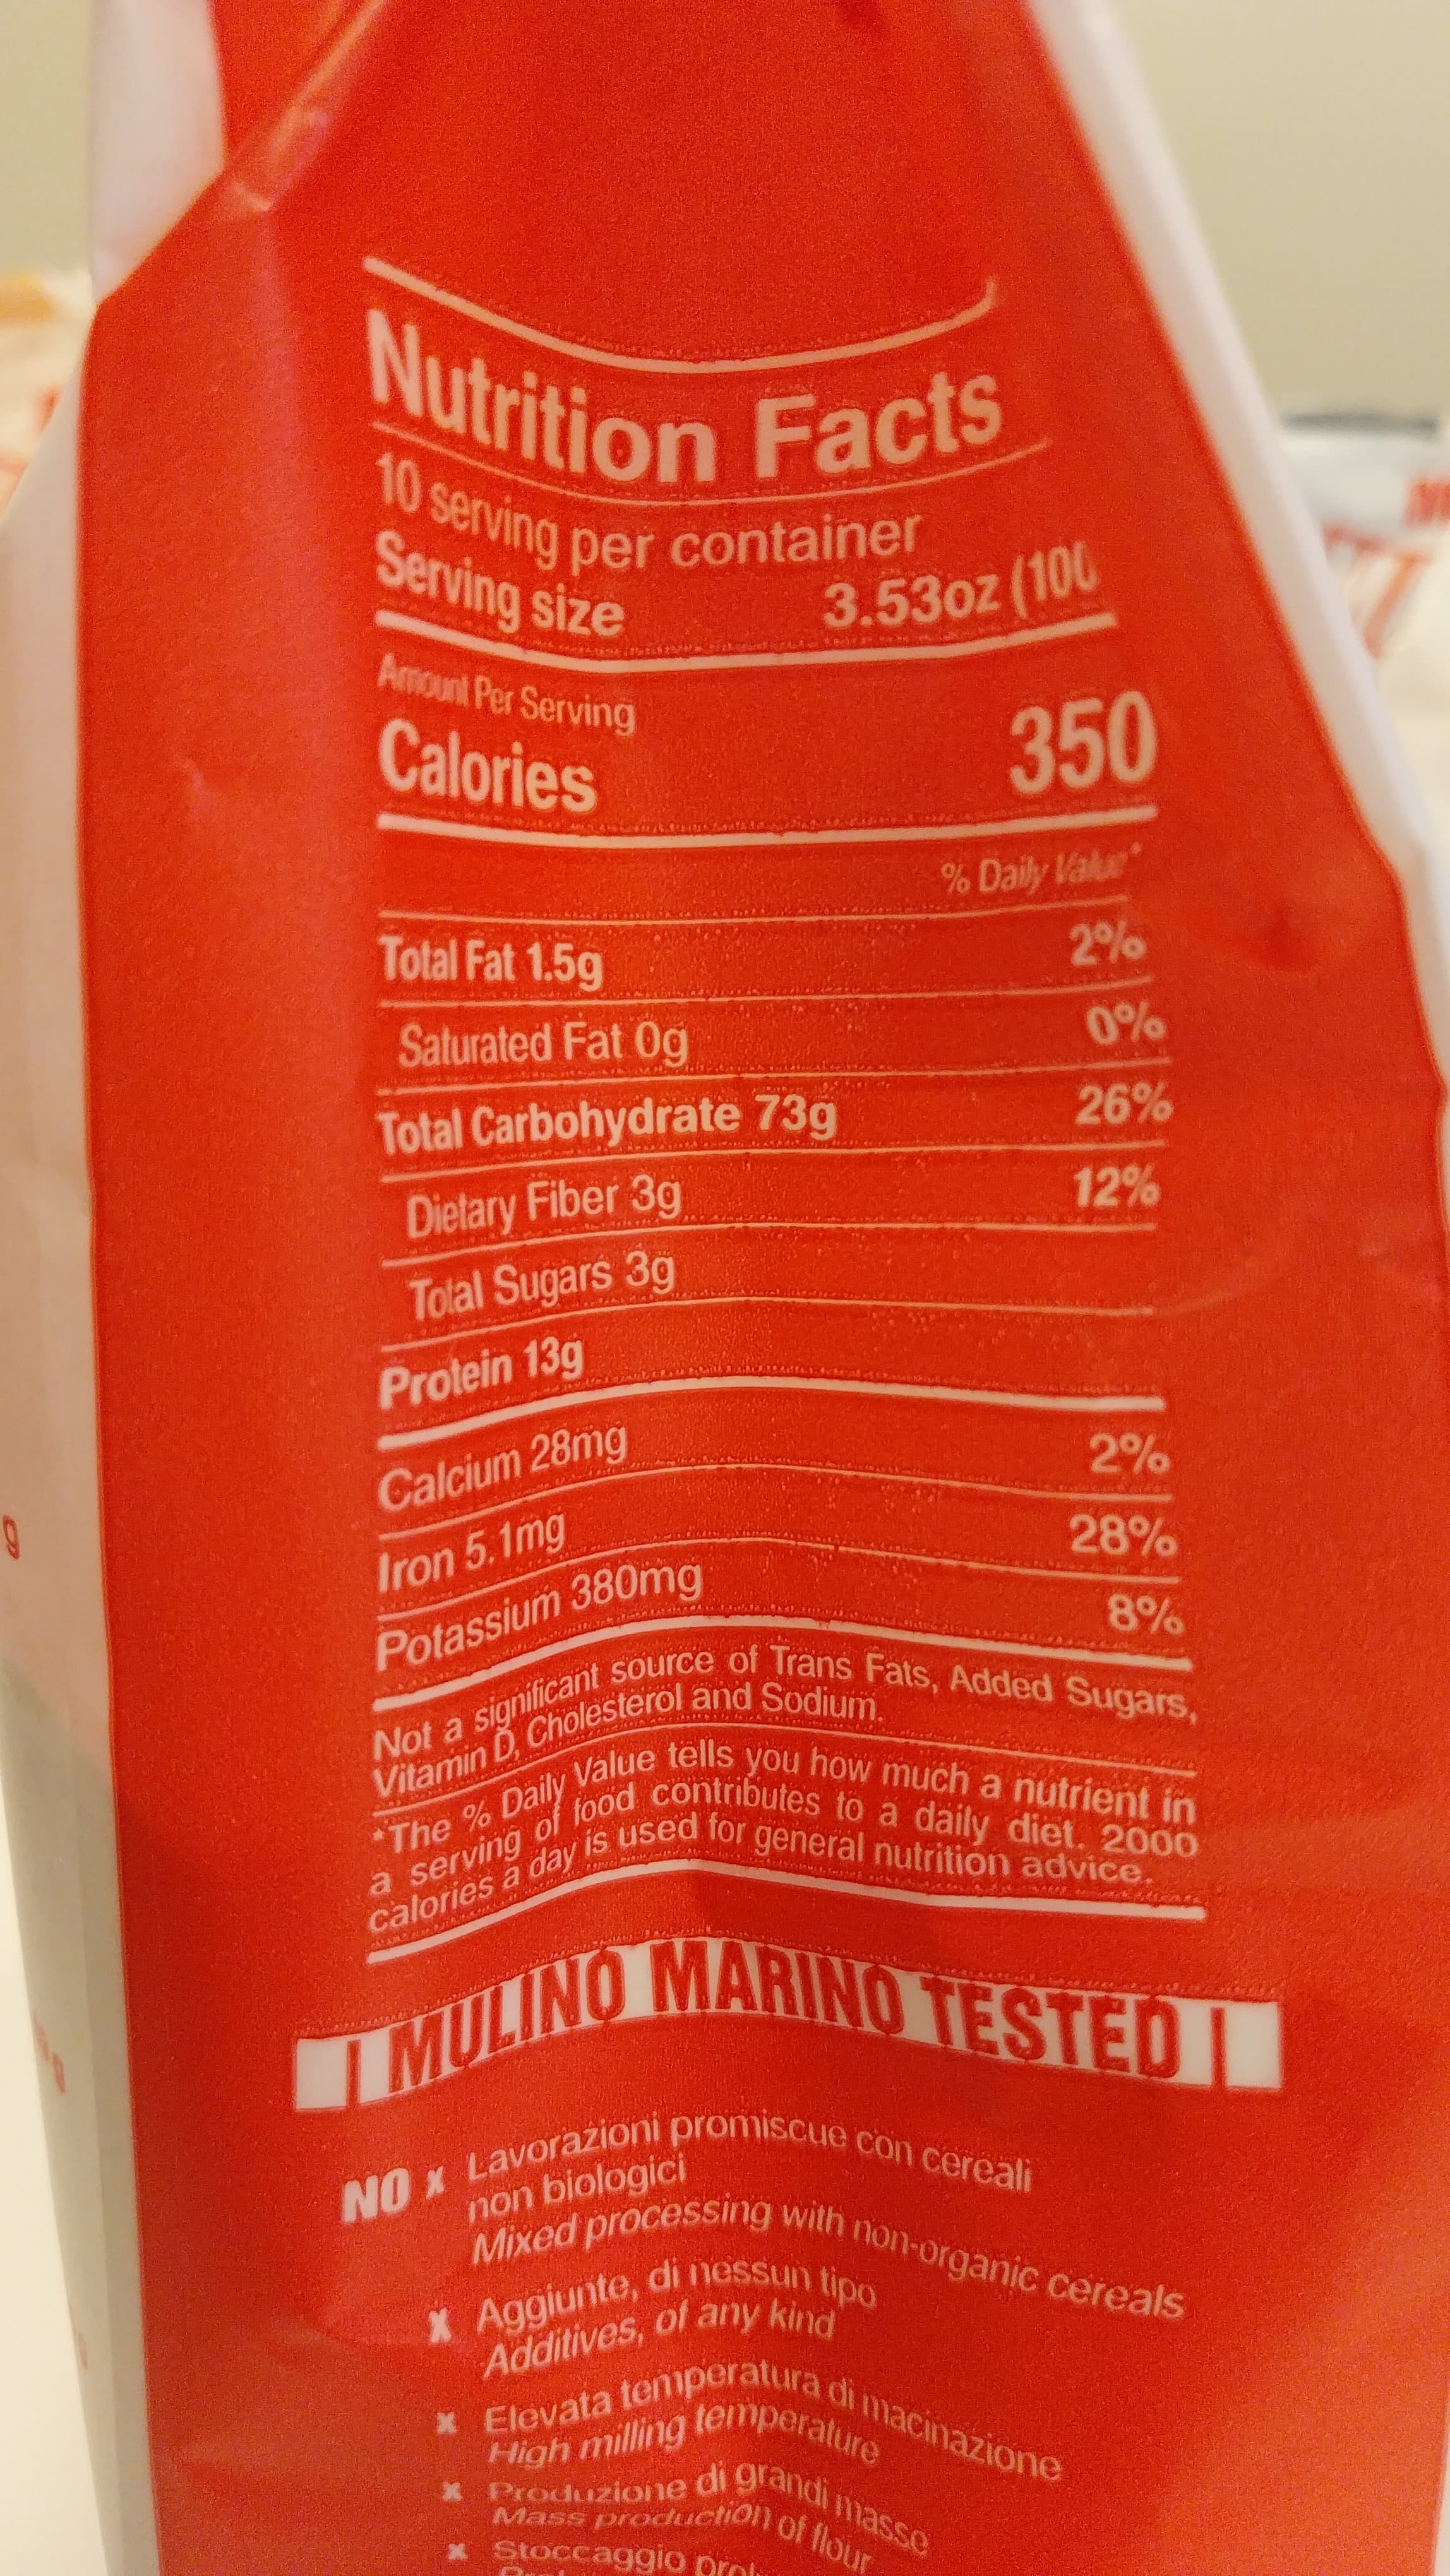 Nutrition Facts
10 serving per container
Serving size 3.53oz (100
Amount Per Serving
Calories 350
% Daily Value*
Total Fat 1.5g 2%
Saturated Fat 0g 0%
Total Carbohydrate 73g 26%
Dietary Fiber 3g 12%
Total Sugars 3g
Protein 13g
Calcium 28mg 2%
Iron 5.1mg 28%
Potassium 380mg 8%
Not a significant source of Trans Fats, Added Sugars,
Vitamin D, Cholesterol and Sodium.
*The % Daily Value tells you how much a nutrient in
a serving of food contributes to a daily diet. 2000
calories a day is used for general nutrition advice.
| MULINO MARINO TESTED |
NO x Lavorazioni promiscue con cereali
non biologici
Mixed processing with non-organic cereals
x Aggiunte, di nessun tipo
Additives, of any kind
x Elevata temperatura di macinazione
High milling temperature
x Produzione di grandi masse
Mass production of flour
x Stoccaggio